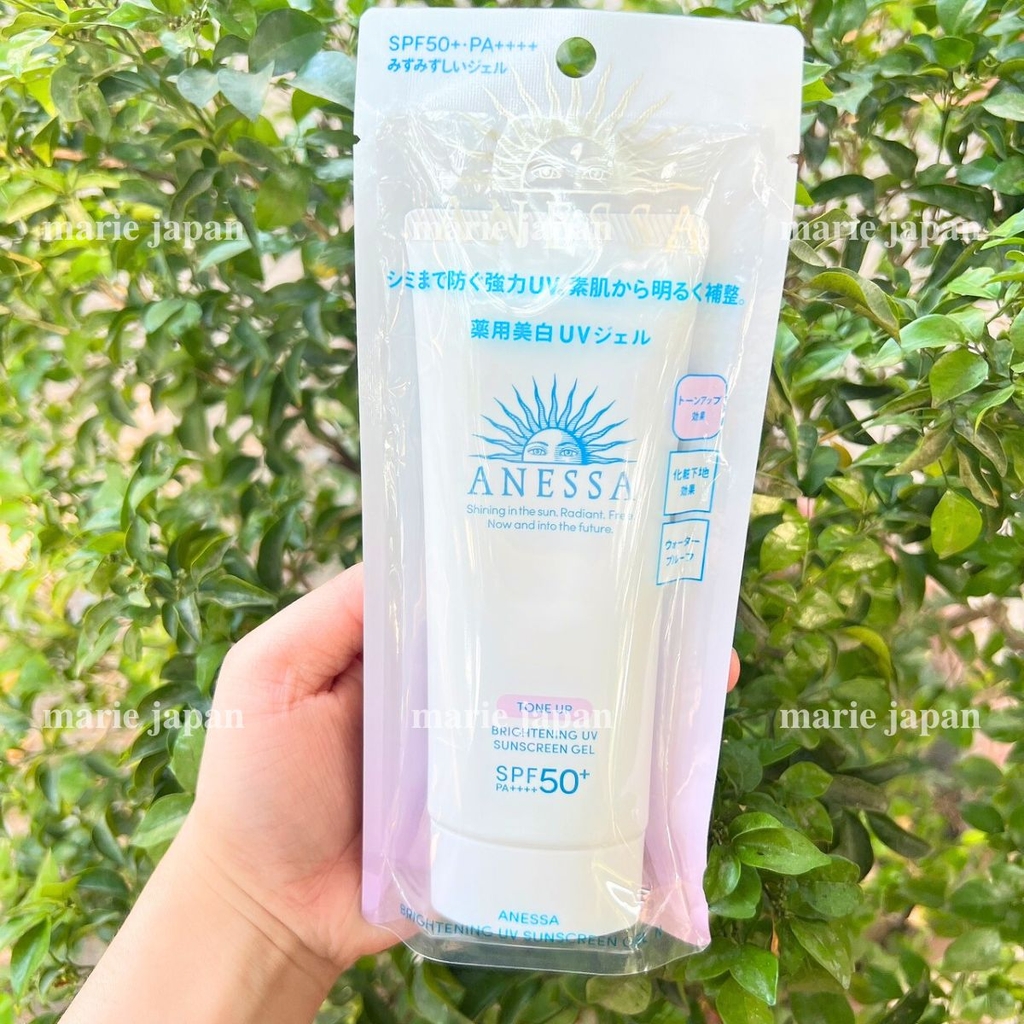 SPF50+・PA++++
みずみずしいジェル
marie japan marie japan marie japan
シミまで防ぐ強力UV 素肌から明るく補整。
薬用美白UVジェル
トーンアップ
効果
ANESSA
化粧下地
効果
Shining in the sun. Radiant. Free
Now and into the future.
ウォーター
プルーフ
TONE UP
marie japan marie japan marie japan
BRIGHTENING UV
SUNSCREEN GEL
SPF50+
PA++++
ANESSA
BRIGHTENING UV SUNSCREEN